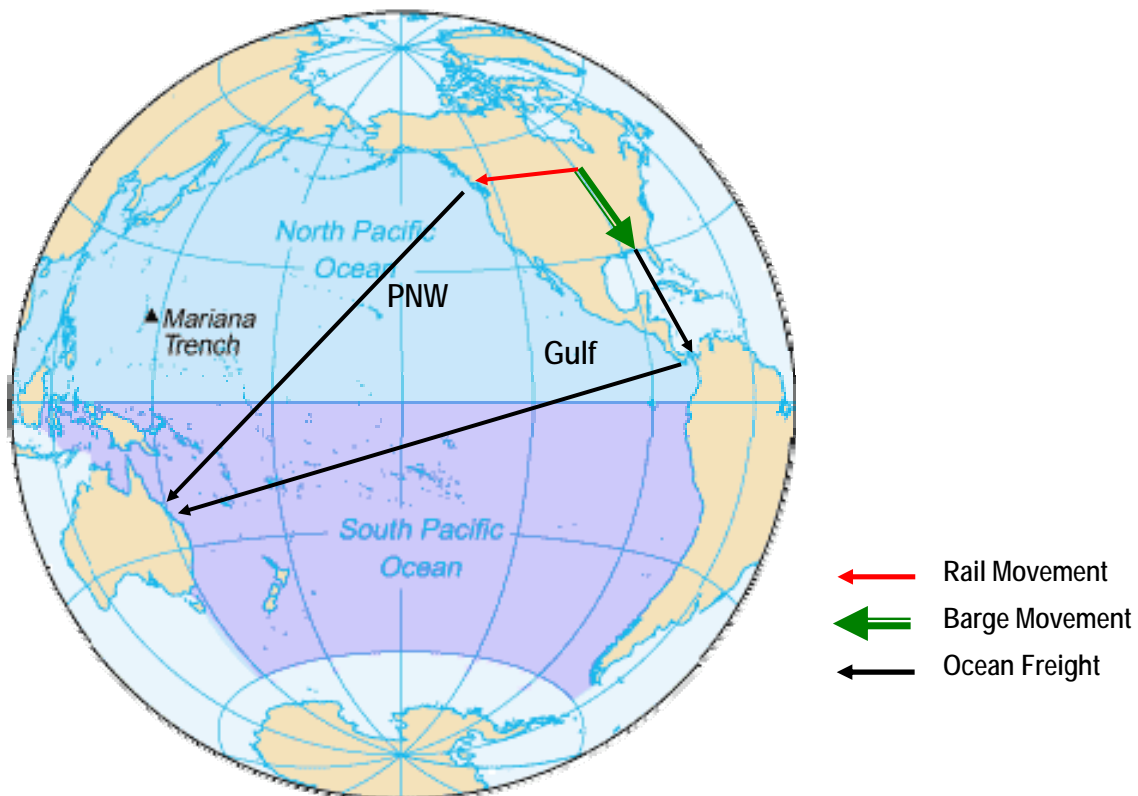 North Pacific
Ocean
PNW
Mariana
Trench
Gulf
South Pacific
Ocean
Rail Movement
Barge Movement
Ocean Freight